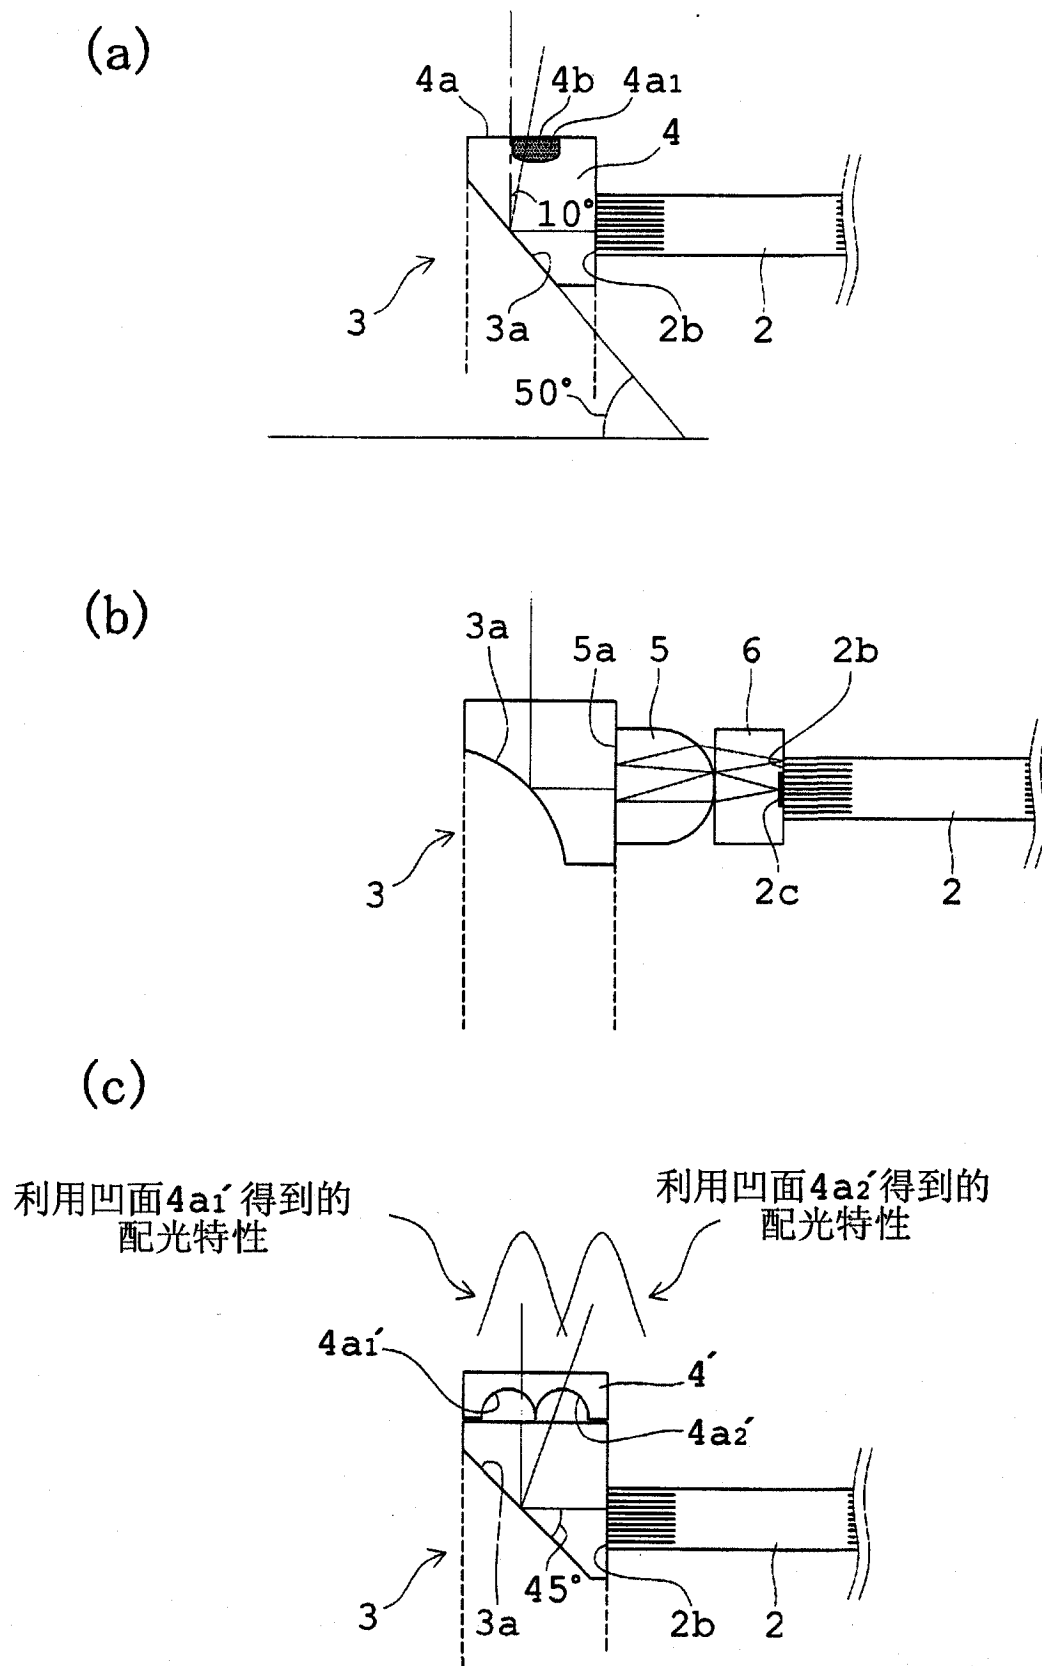 (a)
4a 4b 4a1
4
10°
3 3a 2b 2
50°
(b)
3a 5a 5 6 2b
3 2c 2
(c)
利用凹面4a1′得到的
配光特性
利用凹面4a2′得到的
配光特性
4a1′
4′
4a2′
45°
3 3a 2b 2